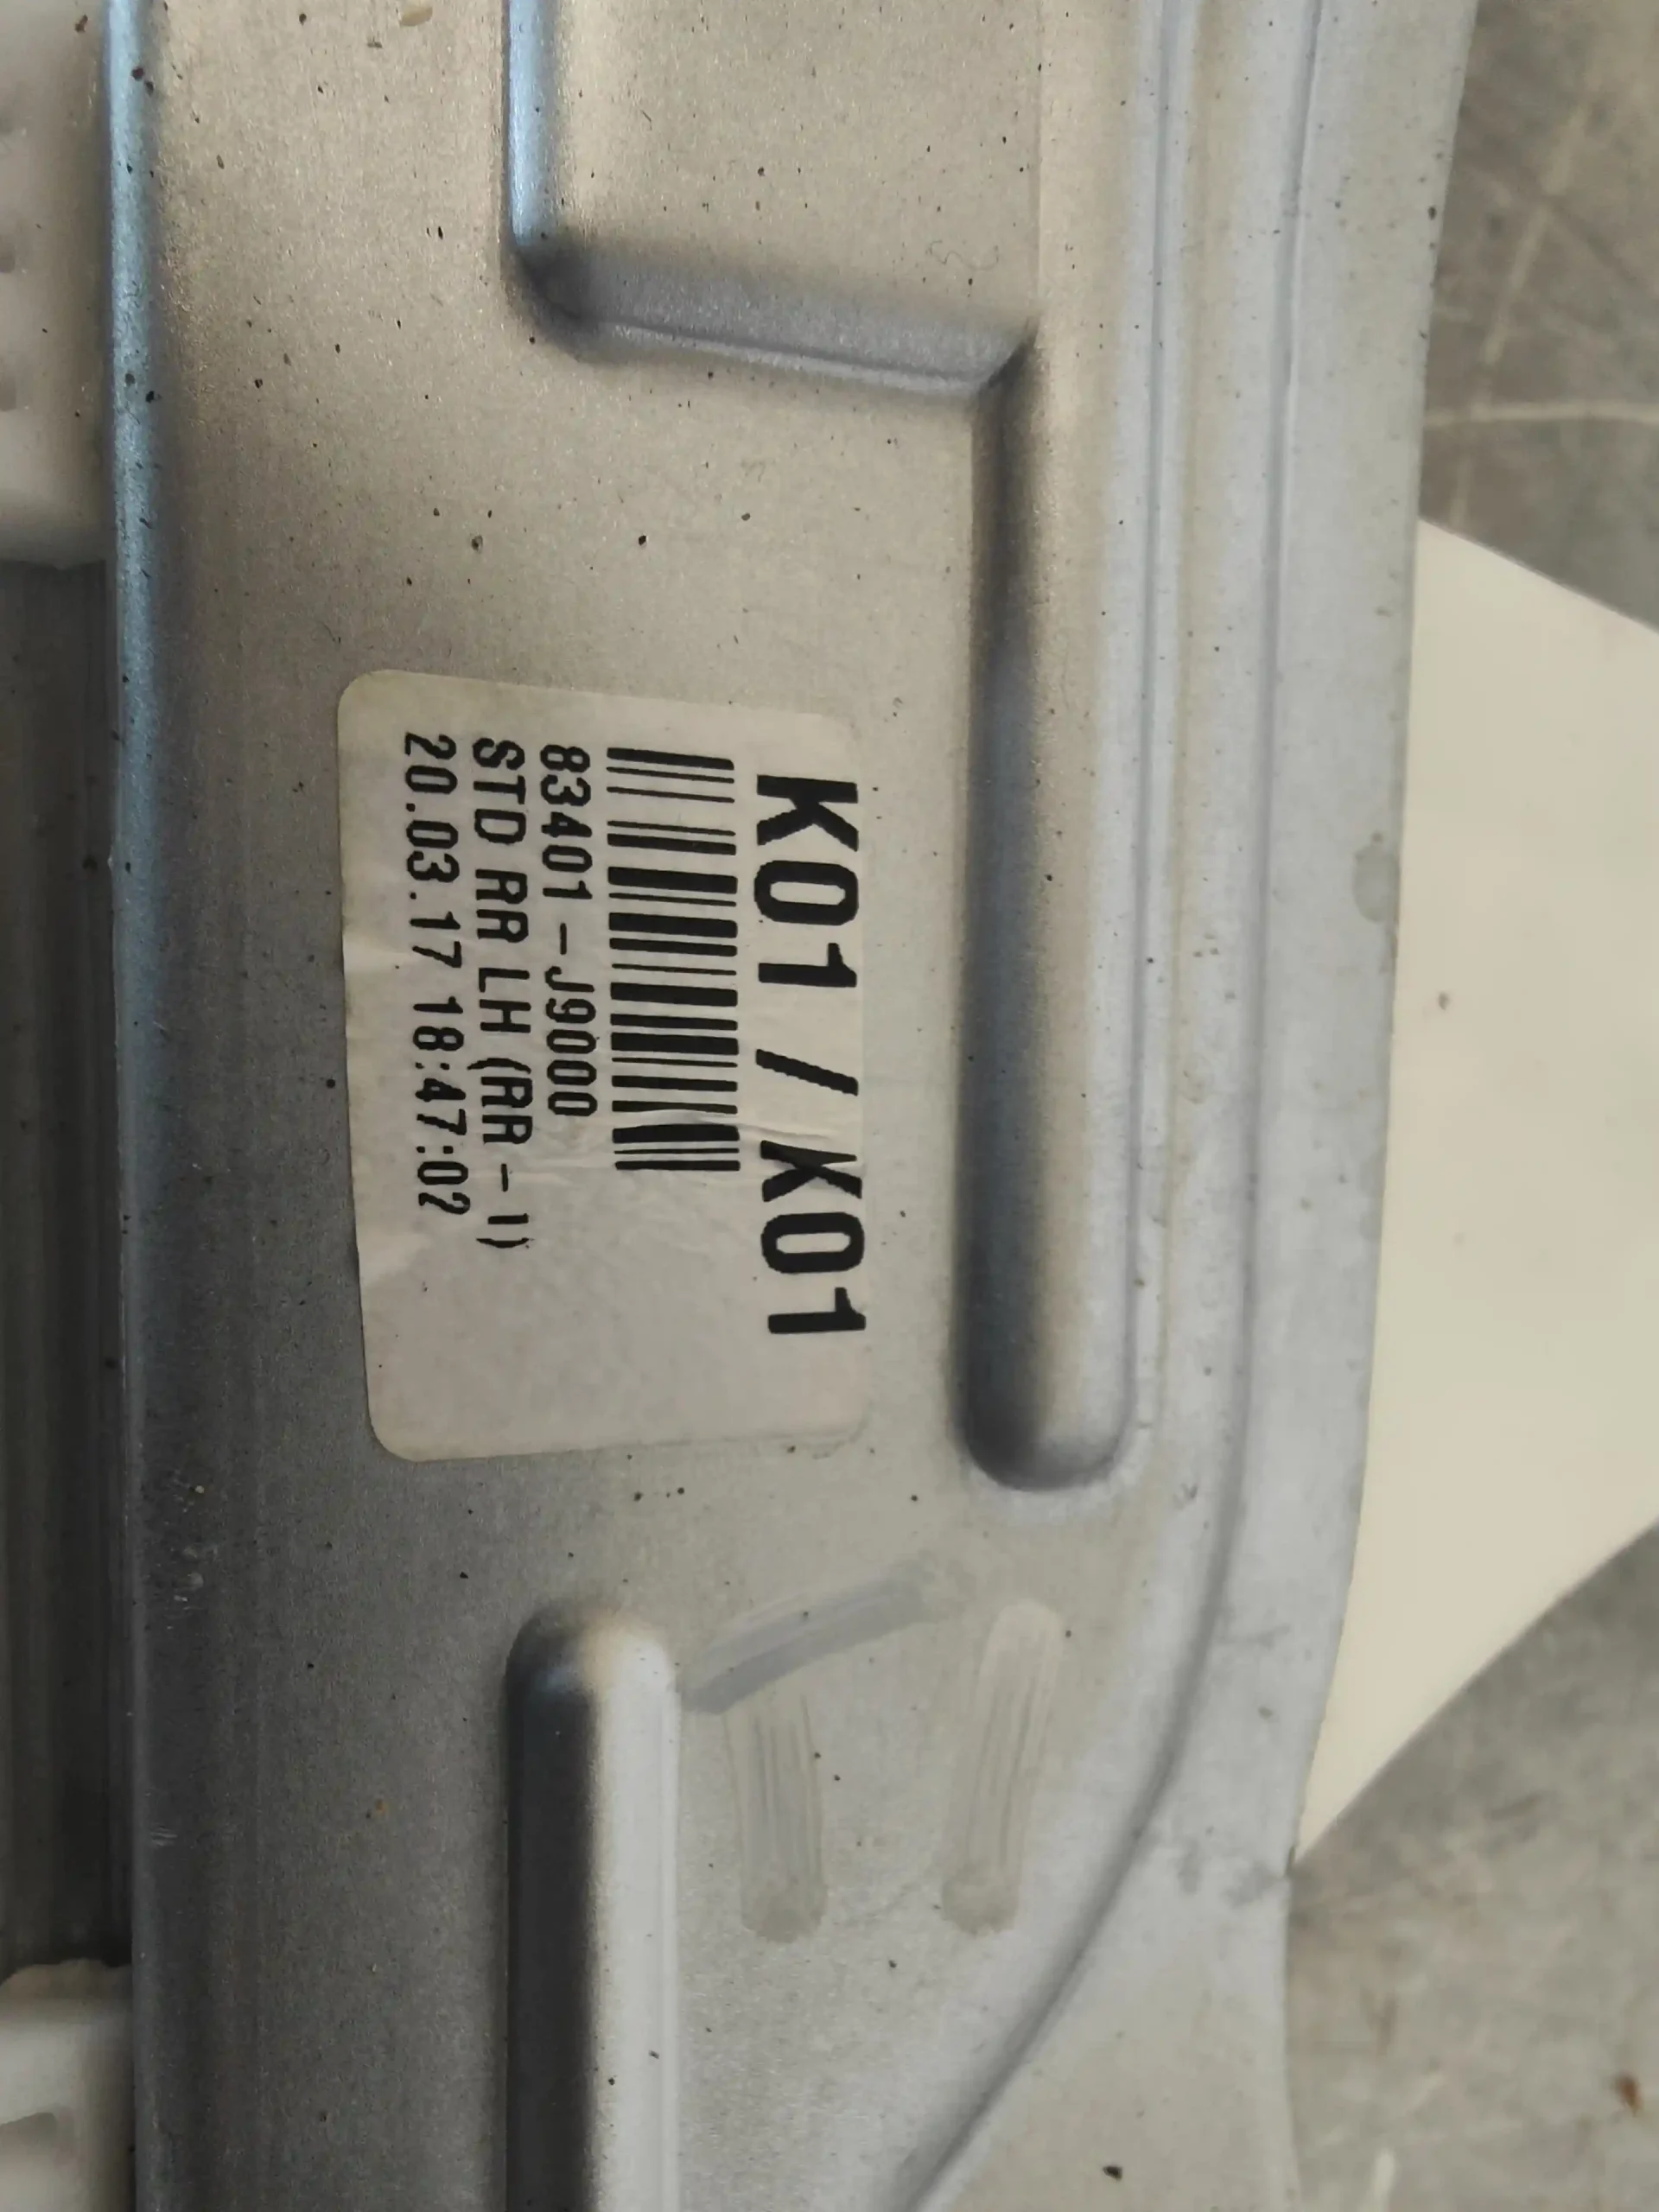 K01 / K01
83401-J9000
STD RR LH (RR-1)
20.03.17 18:47:02